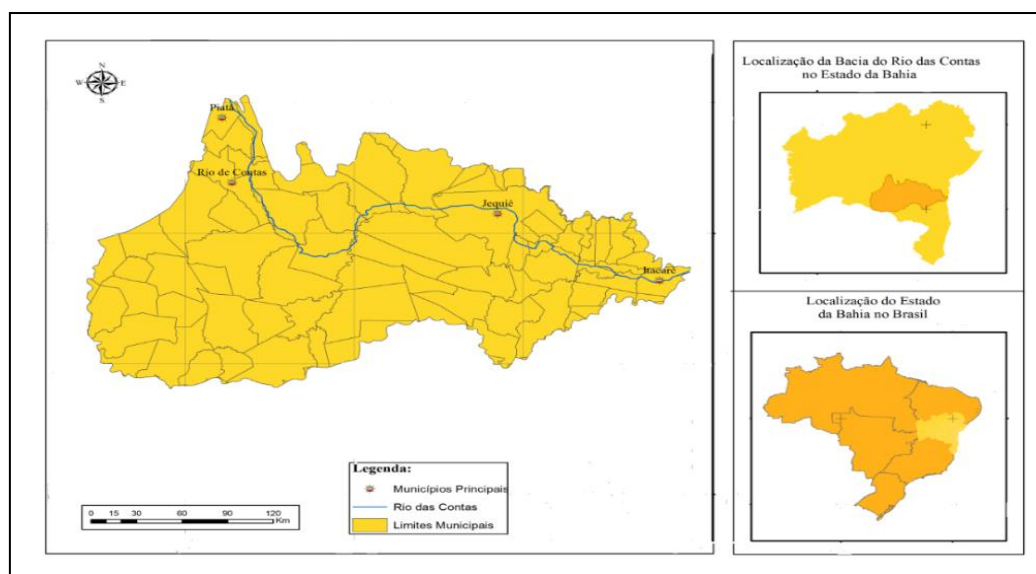 N
W E
S
Piatã
Rio de Contas
Jequié
Itacaré
Legenda:
Municípios Principais
Rio das Contas
Limites Municipais
0 15 30 60 90 120
Km
Localização da Bacia do Rio das Contas
no Estado da Bahia
Localização do Estado
da Bahia no Brasil